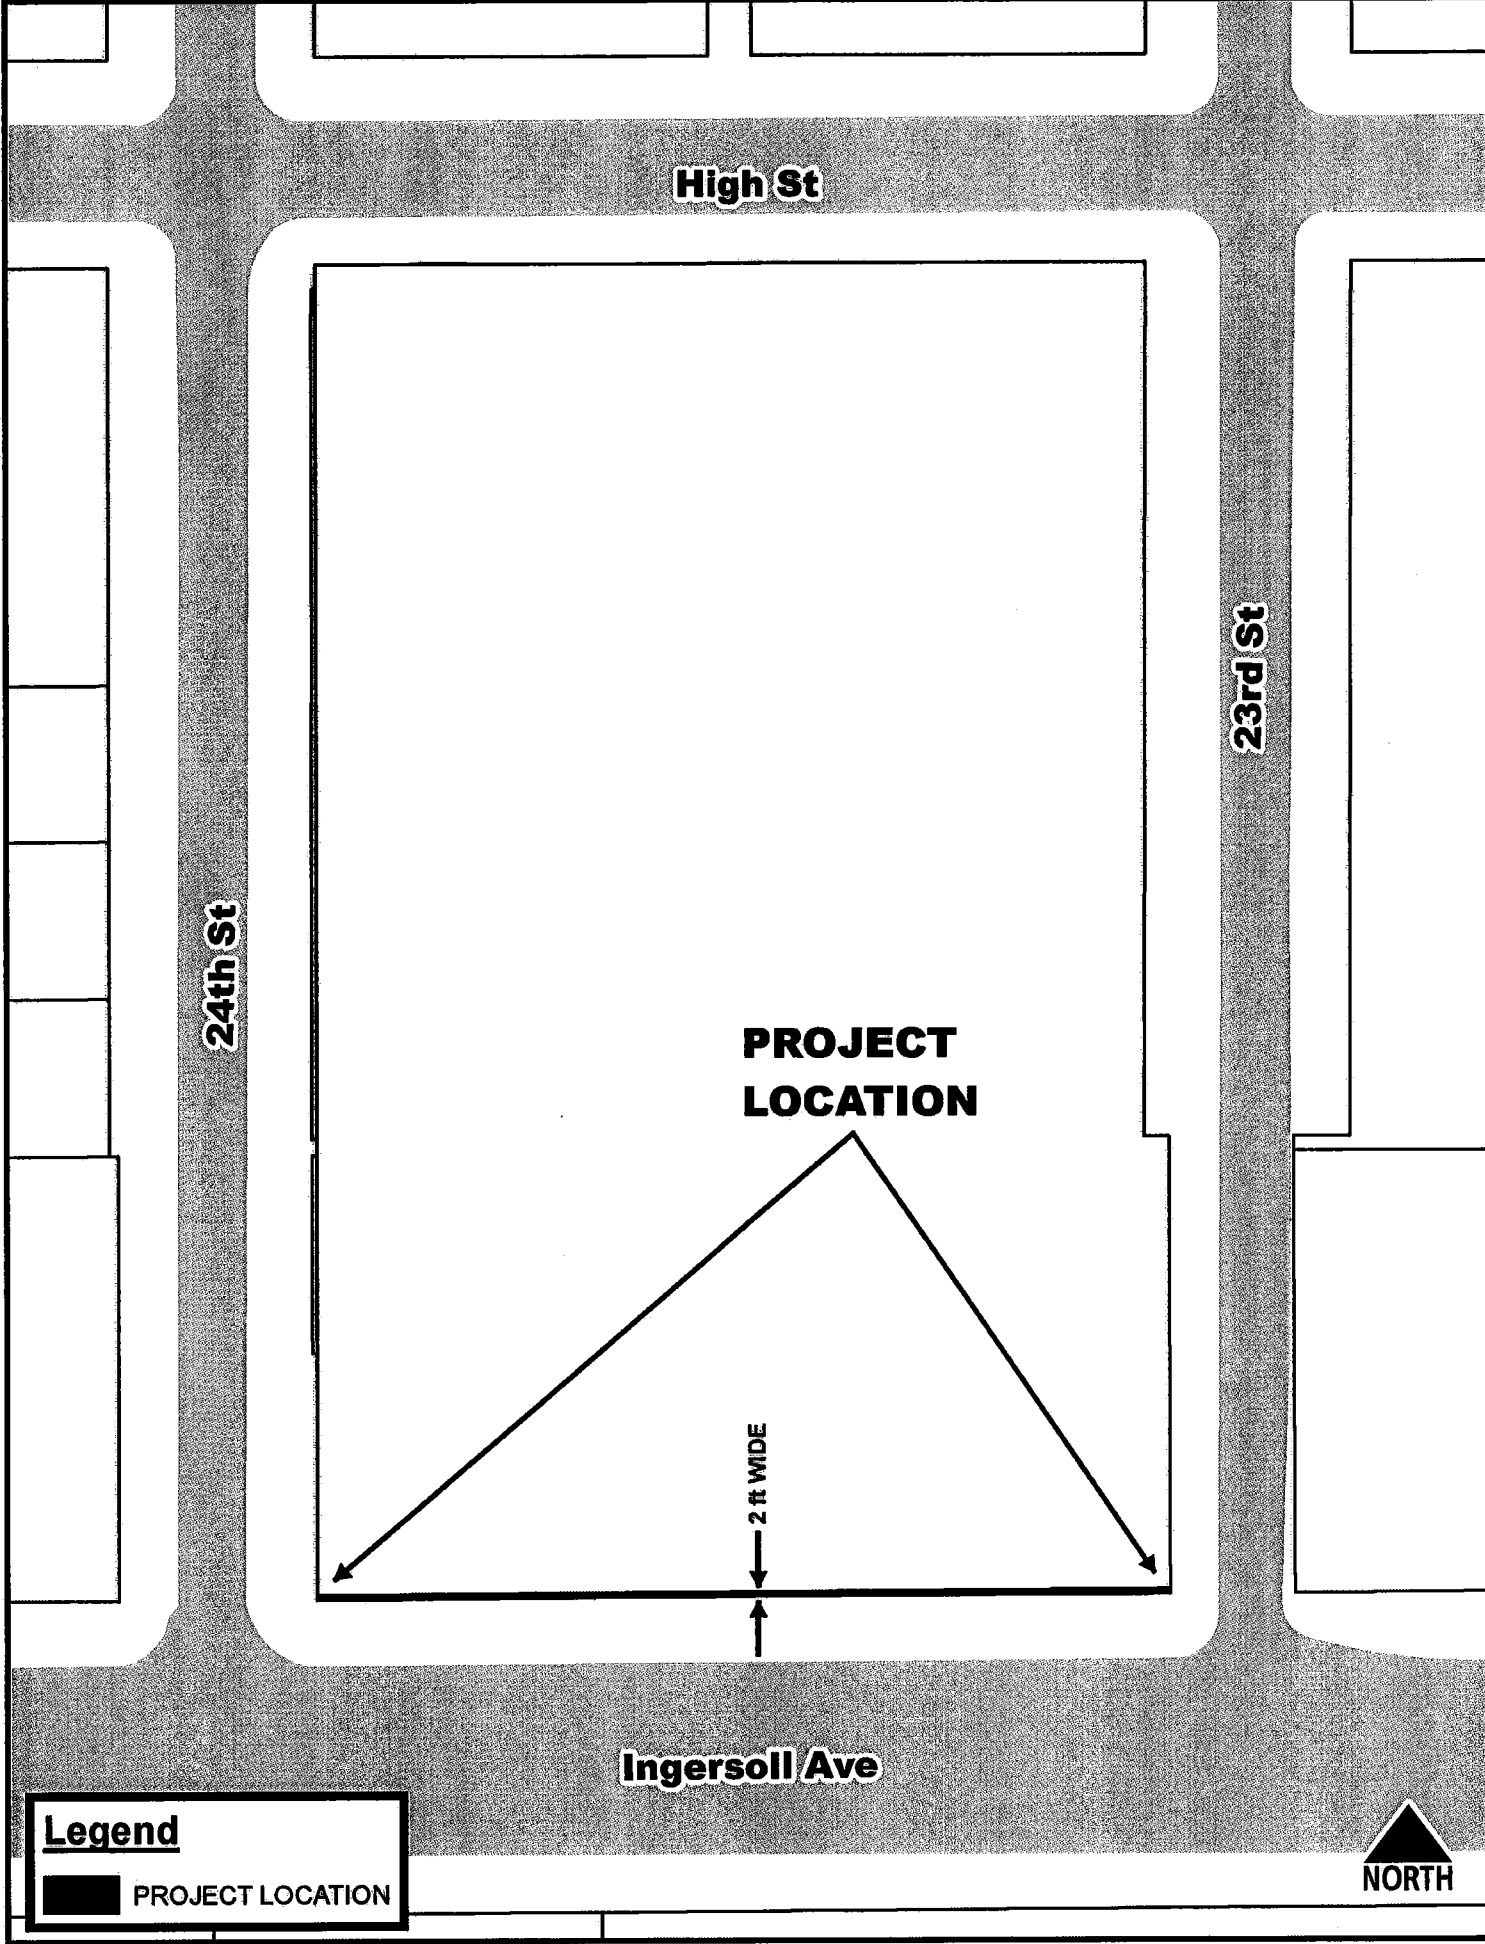 High St
23rd St
24th St
PROJECT
LOCATION
2 ft WIDE
Ingersoll Ave
Legend
PROJECT LOCATION
NORTH